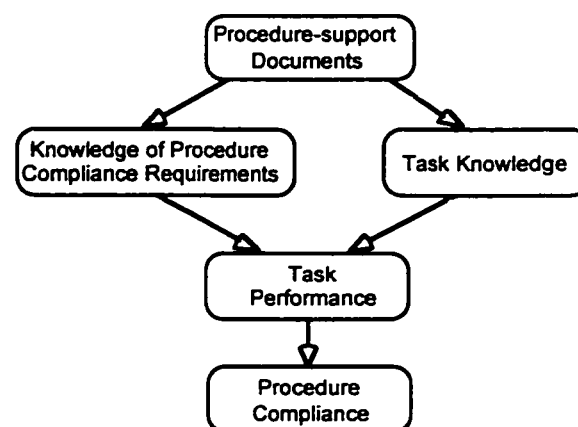 Procedure-support
Documents
Knowledge of Procedure
Compliance Requirements
Task Knowledge
Task
Performance
Procedure
Compliance